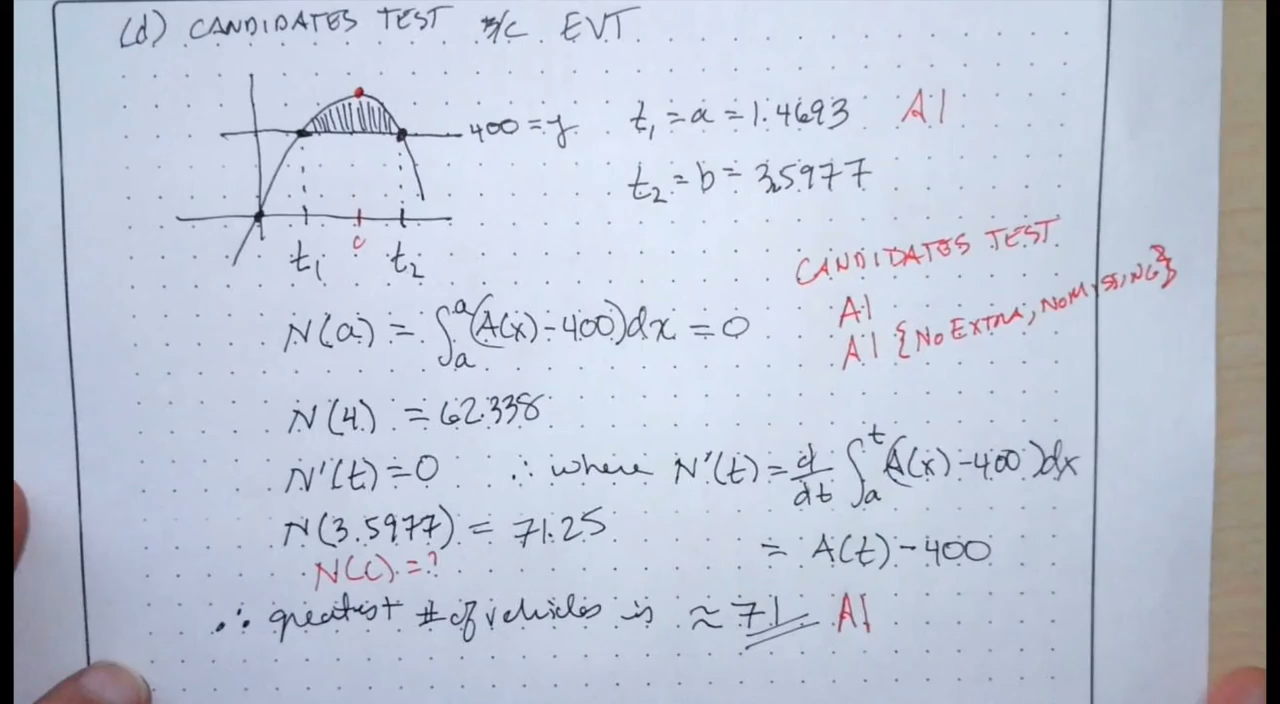 (d) CANDIDATES TEST B/C EVT
400 = y
t₁ = a = 1.4693 A1
t₂ = b = 3.5977
t₁ c t₂
CANDIDATES TEST
A1
A1 {NO EXTRA, NO MISSING}
N(a) = ∫ₐᵃ(A(x)-400)dx = 0
N(4) = 62.338
N'(t) = 0 ∴ where N'(t) = d/dt ∫ₐᵗ(A(x)-400)dx
N(3.5977) = 71.25
= A(t)-400
N(c) = ?
∴ greatest # of vehicles is ≈ 71 A1